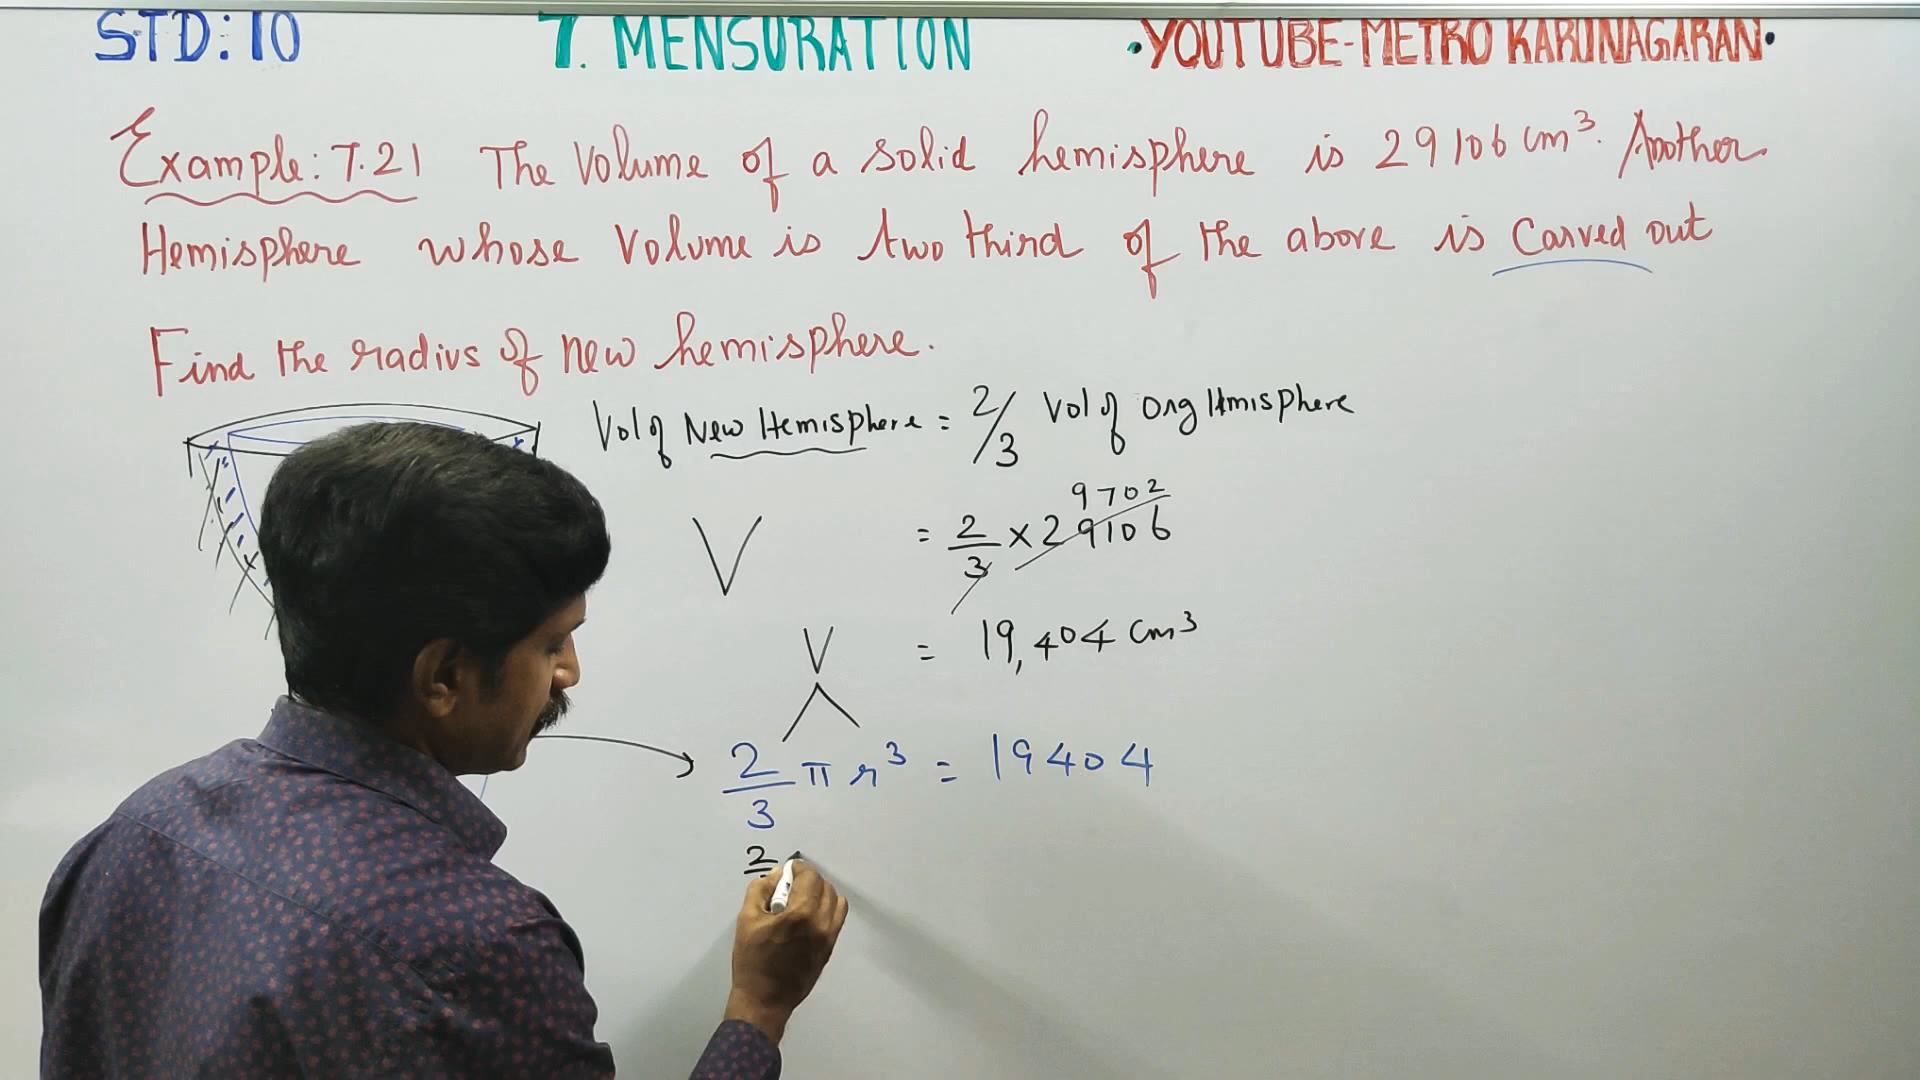 STD: 10 7. MENSURATION •YOUTUBE-METRO KARUNAGARAN•
Example: 7.21 The Volume of a solid hemisphere is 29106 cm³. Another
Hemisphere whose Volume is two third of the above is Carved out
Find the radius of new hemisphere.
Vol of New Hemisphere = 2/3 Vol of Org Hmisphere
9702
V = 2/3 × 29106
V = 19,404 cm³
2/3 π r³ = 19404
2